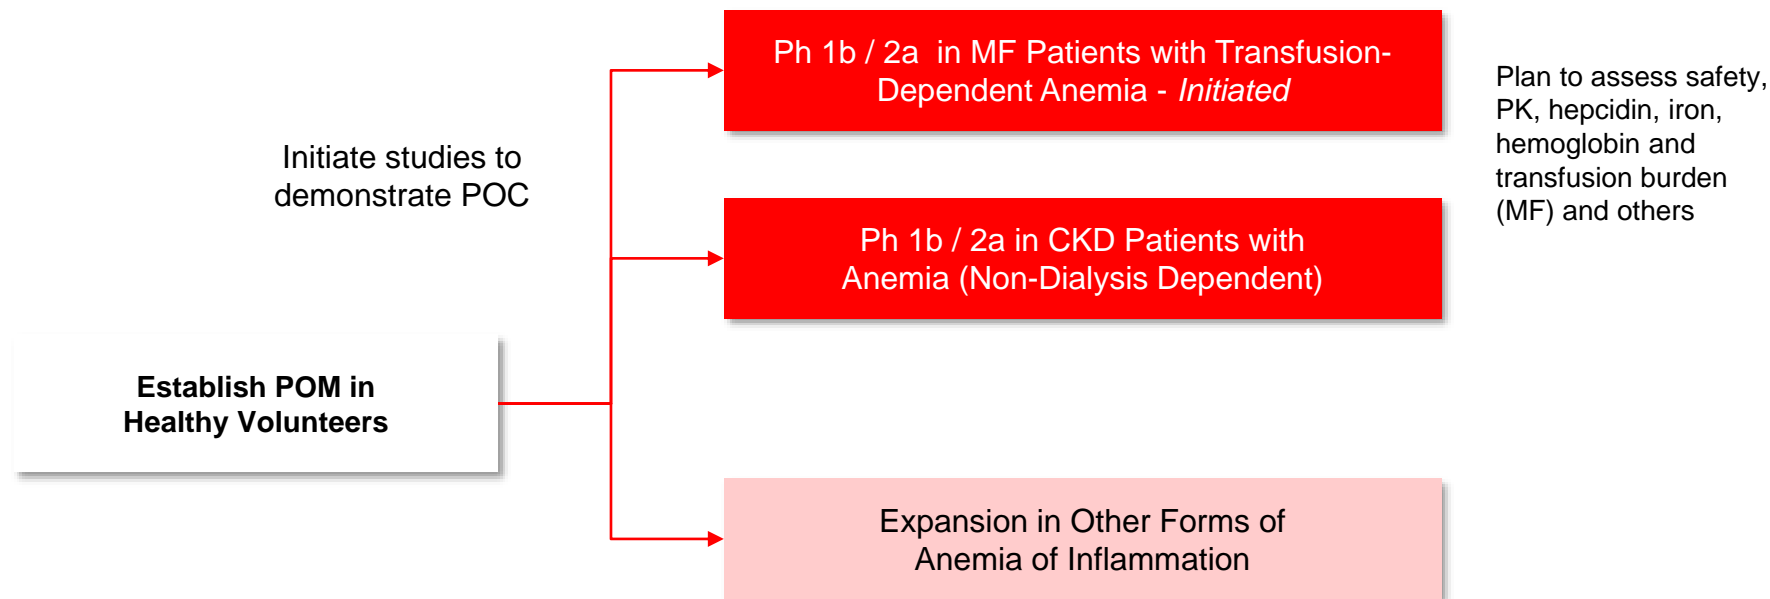 Ph 1b / 2a  in MF Patients with Transfusion-
Dependent Anemia - Initiated
Plan to assess safety,
PK, hepcidin, iron,
hemoglobin and
transfusion burden
(MF) and others
Initiate studies to
demonstrate POC
Ph 1b / 2a in CKD Patients with
Anemia (Non-Dialysis Dependent)
Establish POM in
Healthy Volunteers
Expansion in Other Forms of
Anemia of Inflammation